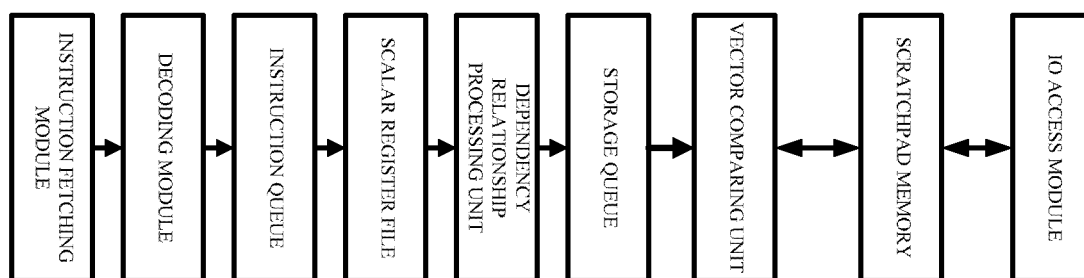 INSTRUCTION FETCHING
MODULE
DECODING MODULE
INSTRUCTION QUEUE
SCALAR REGISTER FILE
DEPENDENCY
RELATIONSHIP
PROCESSING UNIT
STORAGE QUEUE
VECTOR COMPARING UNIT
SCRATCHPAD MEMORY
IO ACCESS MODULE